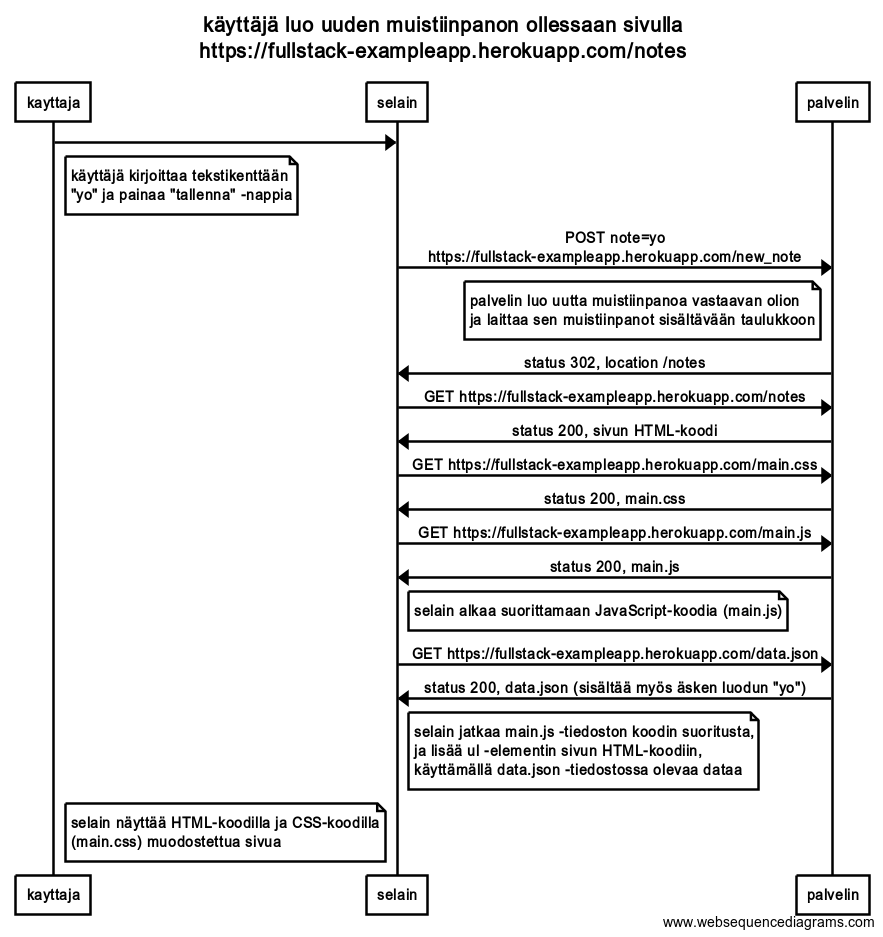 käyttäjä luo uuden muistiinpanon ollessaan sivulla
https://fullstack-exampleapp.herokuapp.com/notes
kayttaja
selain
palvelin
käyttäjä kirjoittaa tekstikenttään
"yo" ja painaa "tallenna" -nappia
POST note=yo
https://fullstack-exampleapp.herokuapp.com/new_note
palvelin luo uutta muistiinpanoa vastaavan olion
ja laittaa sen muistiinpanot sisältävään taulukkoon
status 302, location /notes
GET https://fullstack-exampleapp.herokuapp.com/notes
status 200, sivun HTML-koodi
GET https://fullstack-exampleapp.herokuapp.com/main.css
status 200, main.css
GET https://fullstack-exampleapp.herokuapp.com/main.js
status 200, main.js
selain alkaa suorittamaan JavaScript-koodia (main.js)
GET https://fullstack-exampleapp.herokuapp.com/data.json
status 200, data.json (sisältää myös äsken luodun "yo")
selain jatkaa main.js -tiedoston koodin suoritusta,
ja lisää ul -elementin sivun HTML-koodiin,
käyttämällä data.json -tiedostossa olevaa dataa
selain näyttää HTML-koodilla ja CSS-koodilla
(main.css) muodostettua sivua
kayttaja
selain
palvelin
www.websequencediagrams.com